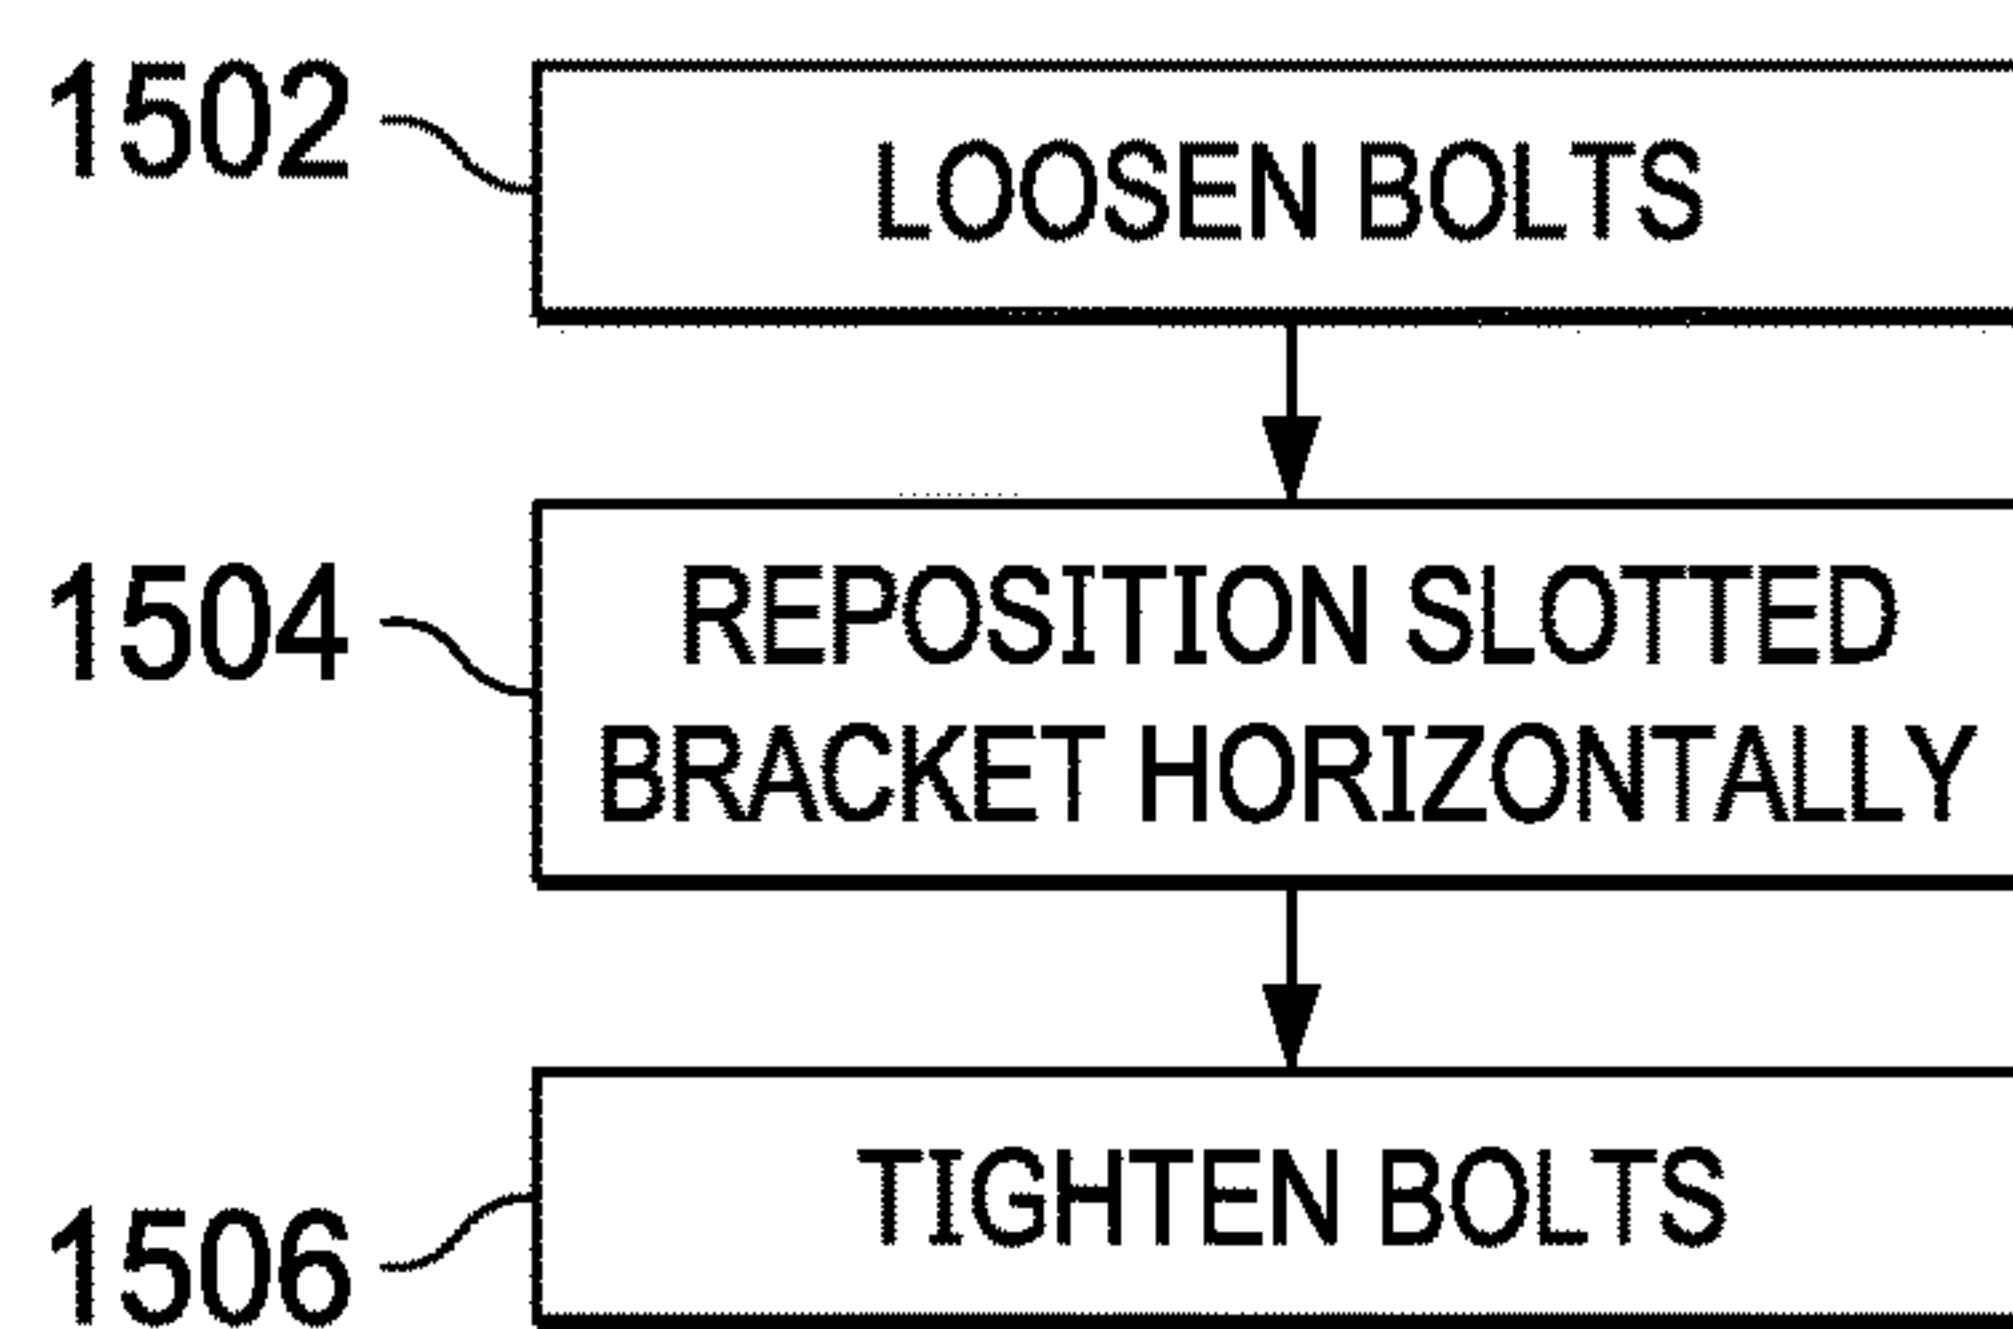 1502
LOOSEN BOLTS
1504
REPOSITION SLOTTED
BRACKET HORIZONTALLY
1506
TIGHTEN BOLTS